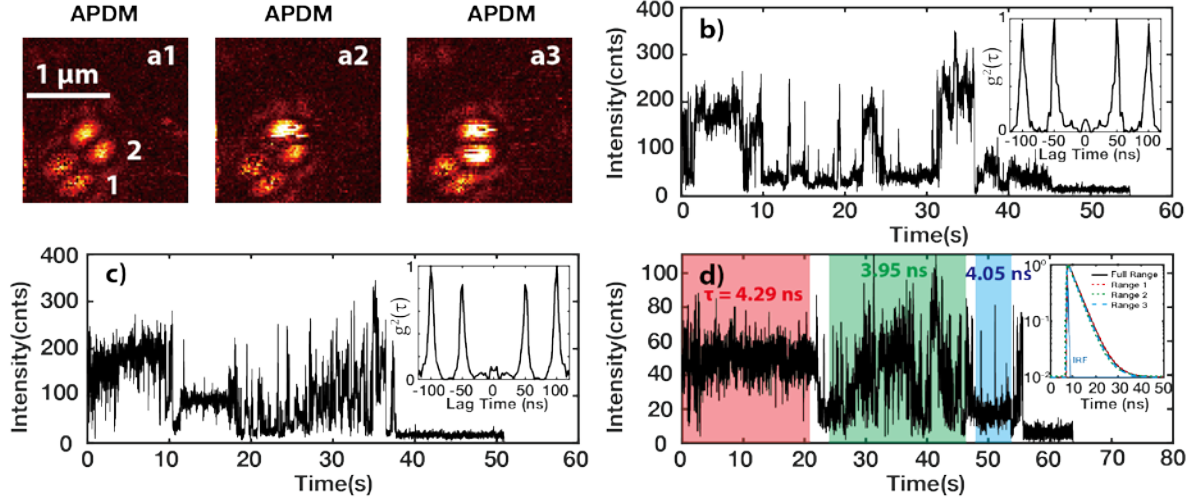 APDM
APDM
APDM
a1
a2
a3
1 µm
2
1
b)
Intensity(cnts)
400
300
200
100
0
0
10
20
30
40
50
60
Time(s)
g²(τ)
1
0
-100
-50
0
50
100
Lag Time (ns)
c)
Intensity(cnts)
400
300
200
100
0
0
10
20
30
40
50
60
Time(s)
g²(τ)
1
0
-100
-50
0
50
100
Lag Time (ns)
d)
Intensity(cnts)
100
80
60
40
20
0
0
10
20
30
40
50
60
70
80
Time(s)
τ = 4.29 ns
3.95 ns
4.05 ns
10⁰
10⁻¹
10⁻²
Full Range
Range 1
Range 2
Range 3
IRF
0
10
20
30
40
50
Time (ns)